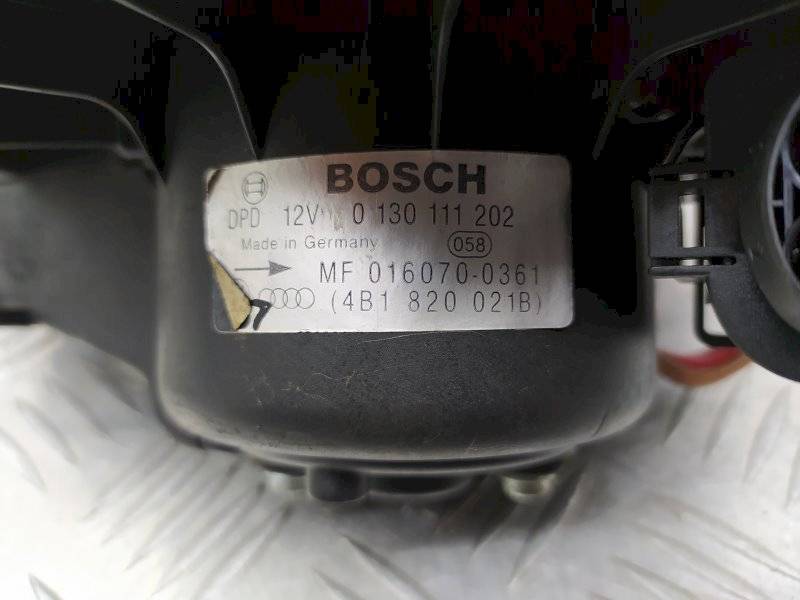 BOSCH
DPD 12V 0 130 111 202
Made in Germany 058
MF 016070-0361
(4B1 820 021B)